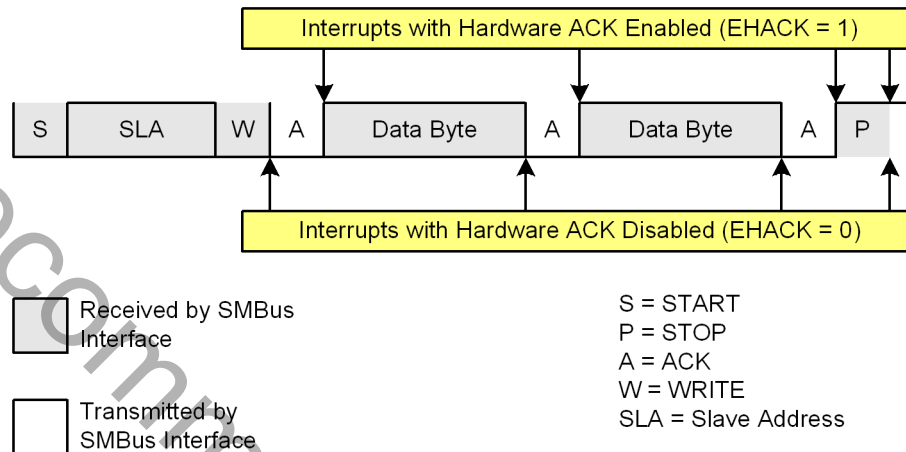 Interrupts with Hardware ACK Enabled (EHACK = 1)
S SLA W A Data Byte A Data Byte A P
Interrupts with Hardware ACK Disabled (EHACK = 0)
Received by SMBus
Interface
Transmitted by
SMBus Interface
S = START
P = STOP
A = ACK
W = WRITE
SLA = Slave Address